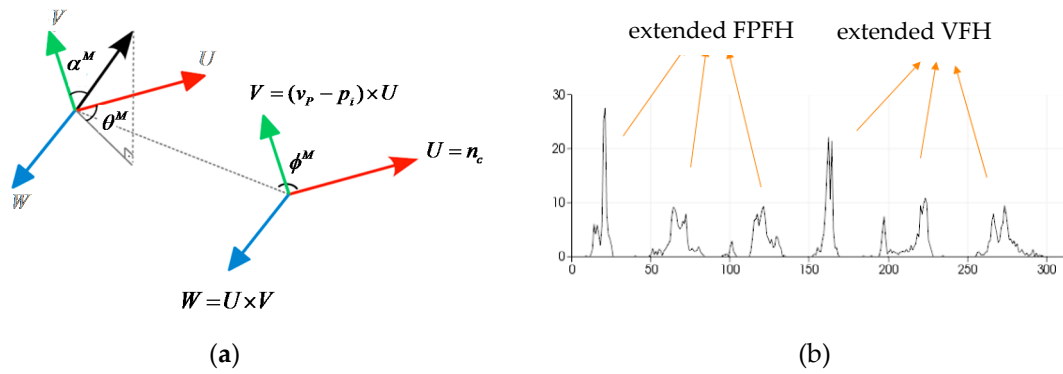 V
α^M
U
θ^M
W
V = (v_P − p_i) × U
ϕ^M
U = n_c
W = U × V
(a)
extended FPFH extended VFH
30
20
10
0
0 50 100 150 200 250 300
(b)